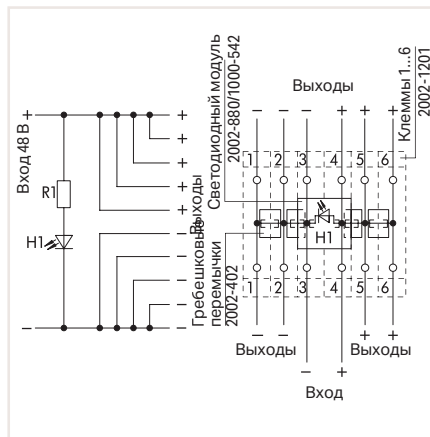 Вход 48 В
+
–
R1
H1
+
+
+
+
+
–
–
–
–
–
Выходы
Гребешковые
перемычки
2002-402
Светодиодный модуль
2002-880/1000-542
Клеммы 1...6
2002-1201
Выходы
– – – + + +
1 2 3 4 5 6
H1
1 2 3 4 5 6
– – + +
Выходы Выходы
– +
Вход